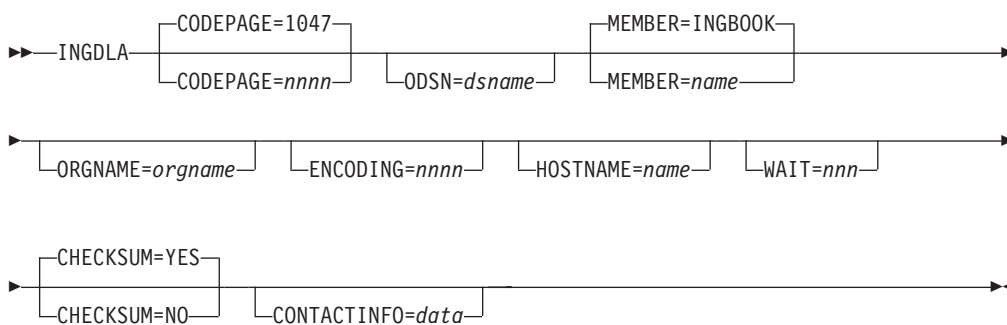 CODEPAGE=1047 MEMBER=INGBOOK
INGDLA
CODEPAGE=nnnn ODSN=dsname MEMBER=name
ORGNAME=orgname ENCODING=nnnn HOSTNAME=name WAIT=nnn
CHECKSUM=YES
CHECKSUM=NO CONTACTINFO=data